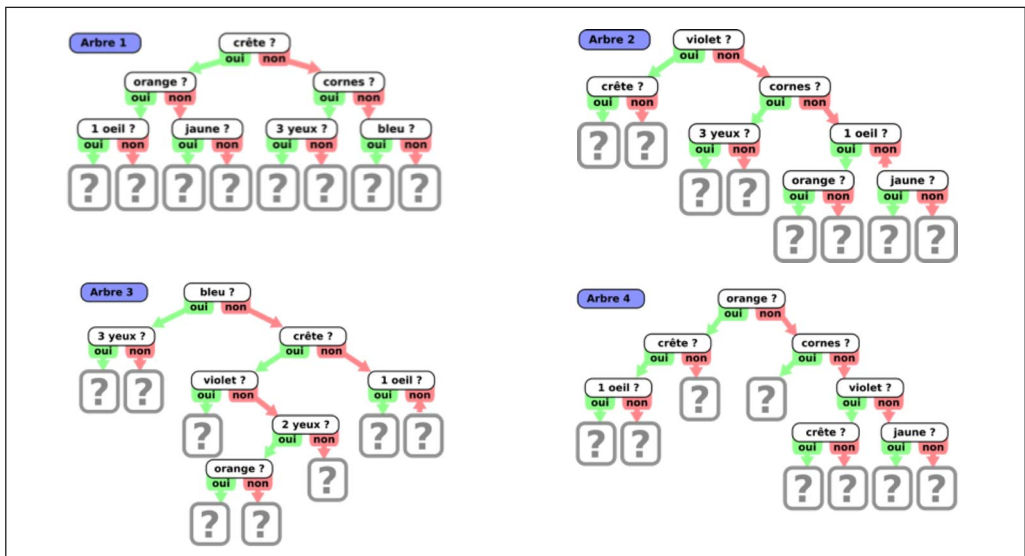 Arbre 1
crête ?
oui non
orange ?
cornes ?
oui non
oui non
1 oeil ?
jaune ?
3 yeux ?
bleu ?
oui non
oui non
oui non
oui non
? ? ? ? ? ? ? ?
Arbre 2
violet ?
oui non
crête ?
cornes ?
oui non
oui non
? ?
3 yeux ?
1 oeil ?
oui non
oui non
? ?
orange ?
jaune ?
oui non
oui non
? ? ? ?
Arbre 3
bleu ?
oui non
3 yeux ?
crête ?
oui non
oui non
? ?
violet ?
1 oeil ?
oui non
oui non
?
? ?
2 yeux ?
oui non
orange ?
?
oui non
? ?
Arbre 4
orange ?
oui non
crête ?
cornes ?
oui non
oui non
1 oeil ?
?
?
violet ?
oui non
oui non
? ?
crête ?
jaune ?
oui non
oui non
? ? ? ?